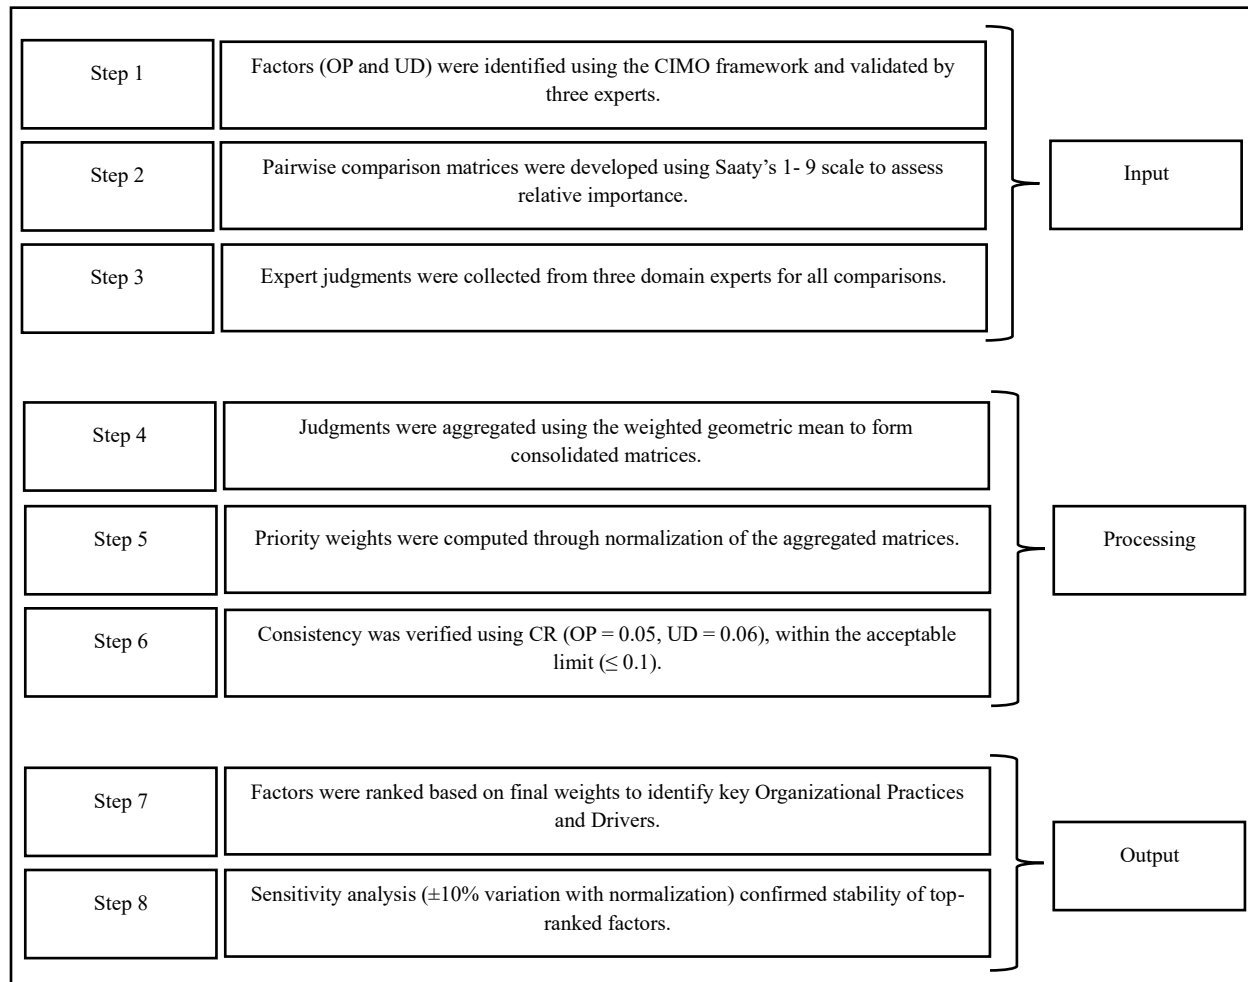 Step 1
Factors (OP and UD) were identified using the CIMO framework and validated by
three experts.
Step 2
Pairwise comparison matrices were developed using Saaty’s 1- 9 scale to assess
relative importance.
Input
Step 3
Expert judgments were collected from three domain experts for all comparisons.
Step 4
Judgments were aggregated using the weighted geometric mean to form
consolidated matrices.
Step 5
Priority weights were computed through normalization of the aggregated matrices.
Processing
Step 6
Consistency was verified using CR (OP = 0.05, UD = 0.06), within the acceptable
limit (≤ 0.1).
Step 7
Factors were ranked based on final weights to identify key Organizational Practices
and Drivers.
Output
Step 8
Sensitivity analysis (±10% variation with normalization) confirmed stability of top-
ranked factors.